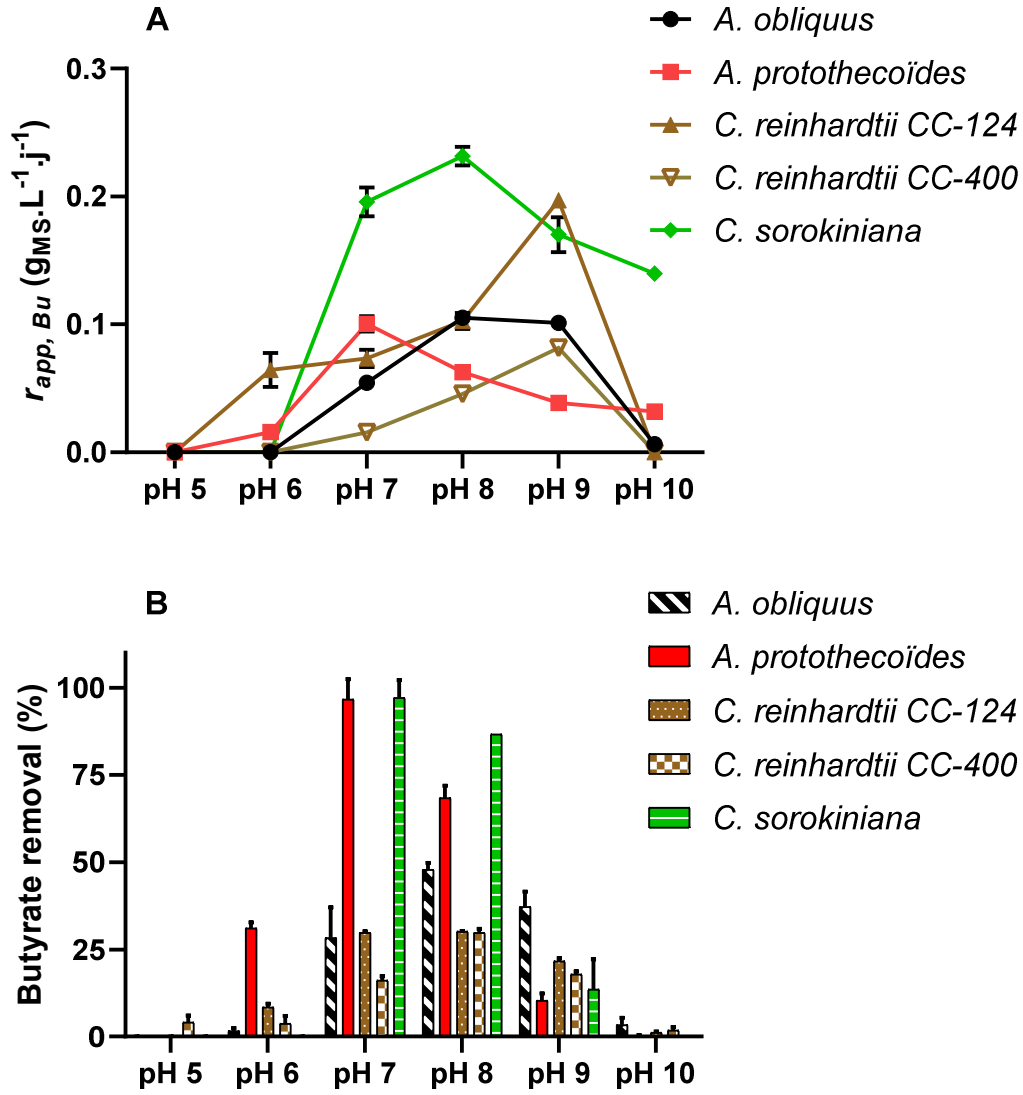 A
A. obliquus
A. protothecoïdes
C. reinhardtii CC-124
C. reinhardtii CC-400
C. sorokiniana
r_app, Bu (g_MS.L^-1.j^-1)
0.3
0.2
0.1
0.0
pH 5 pH 6 pH 7 pH 8 pH 9 pH 10
B
A. obliquus
A. protothecoïdes
C. reinhardtii CC-124
C. reinhardtii CC-400
C. sorokiniana
Butyrate removal (%)
100
75
50
25
0
pH 5 pH 6 pH 7 pH 8 pH 9 pH 10